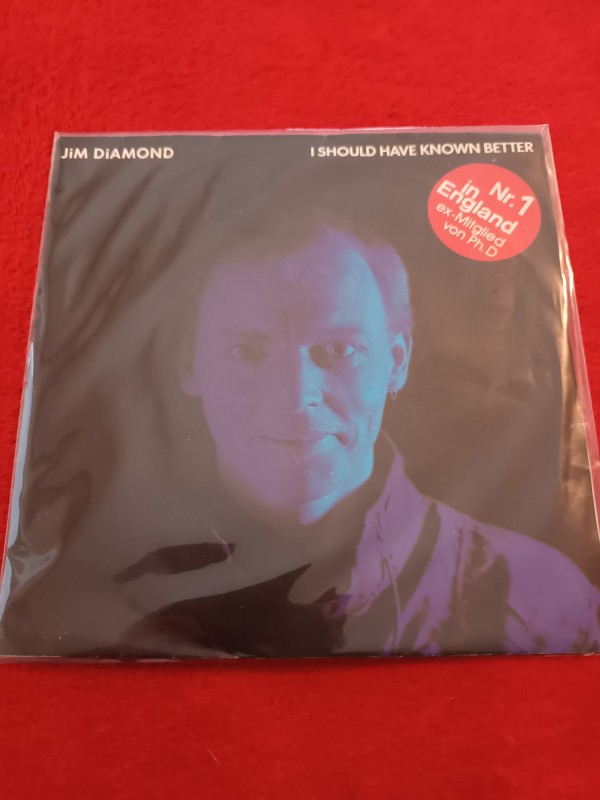 JiM DiAMOND
I SHOULD HAVE KNOWN BETTER
Nr. 1
in England
ex-Mitglied
von Ph.D